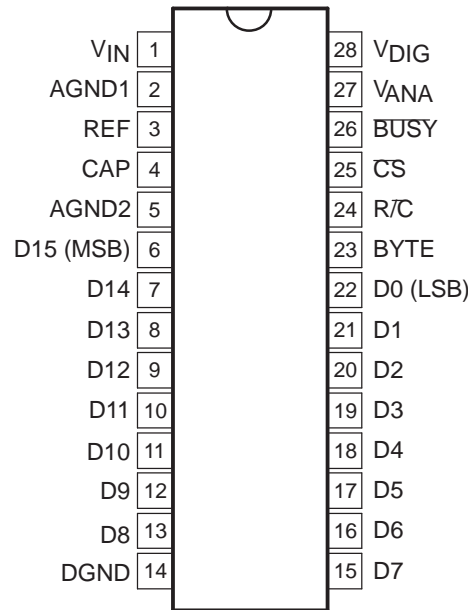 VIN 1 28 VDIG
AGND1 2 27 VANA
REF 3 26 B̅U̅S̅Y̅
CAP 4 25 C̅S̅
AGND2 5 24 R/C̅
D15 (MSB) 6 23 BYTE
D14 7 22 D0 (LSB)
D13 8 21 D1
D12 9 20 D2
D11 10 19 D3
D10 11 18 D4
D9 12 17 D5
D8 13 16 D6
DGND 14 15 D7